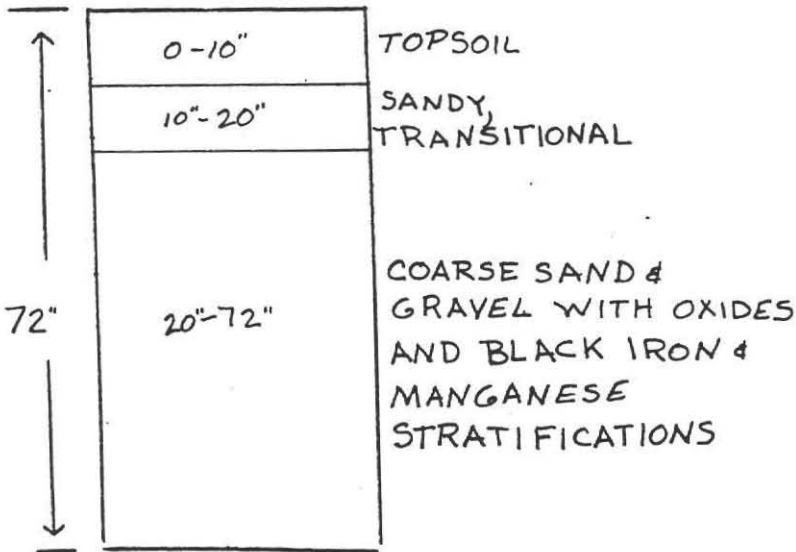 0-10"
TOPSOIL
10"-20"
SANDY,
TRANSITIONAL
72"
20"-72"
COARSE SAND &
GRAVEL WITH OXIDES
AND BLACK IRON &
MANGANESE
STRATIFICATIONS